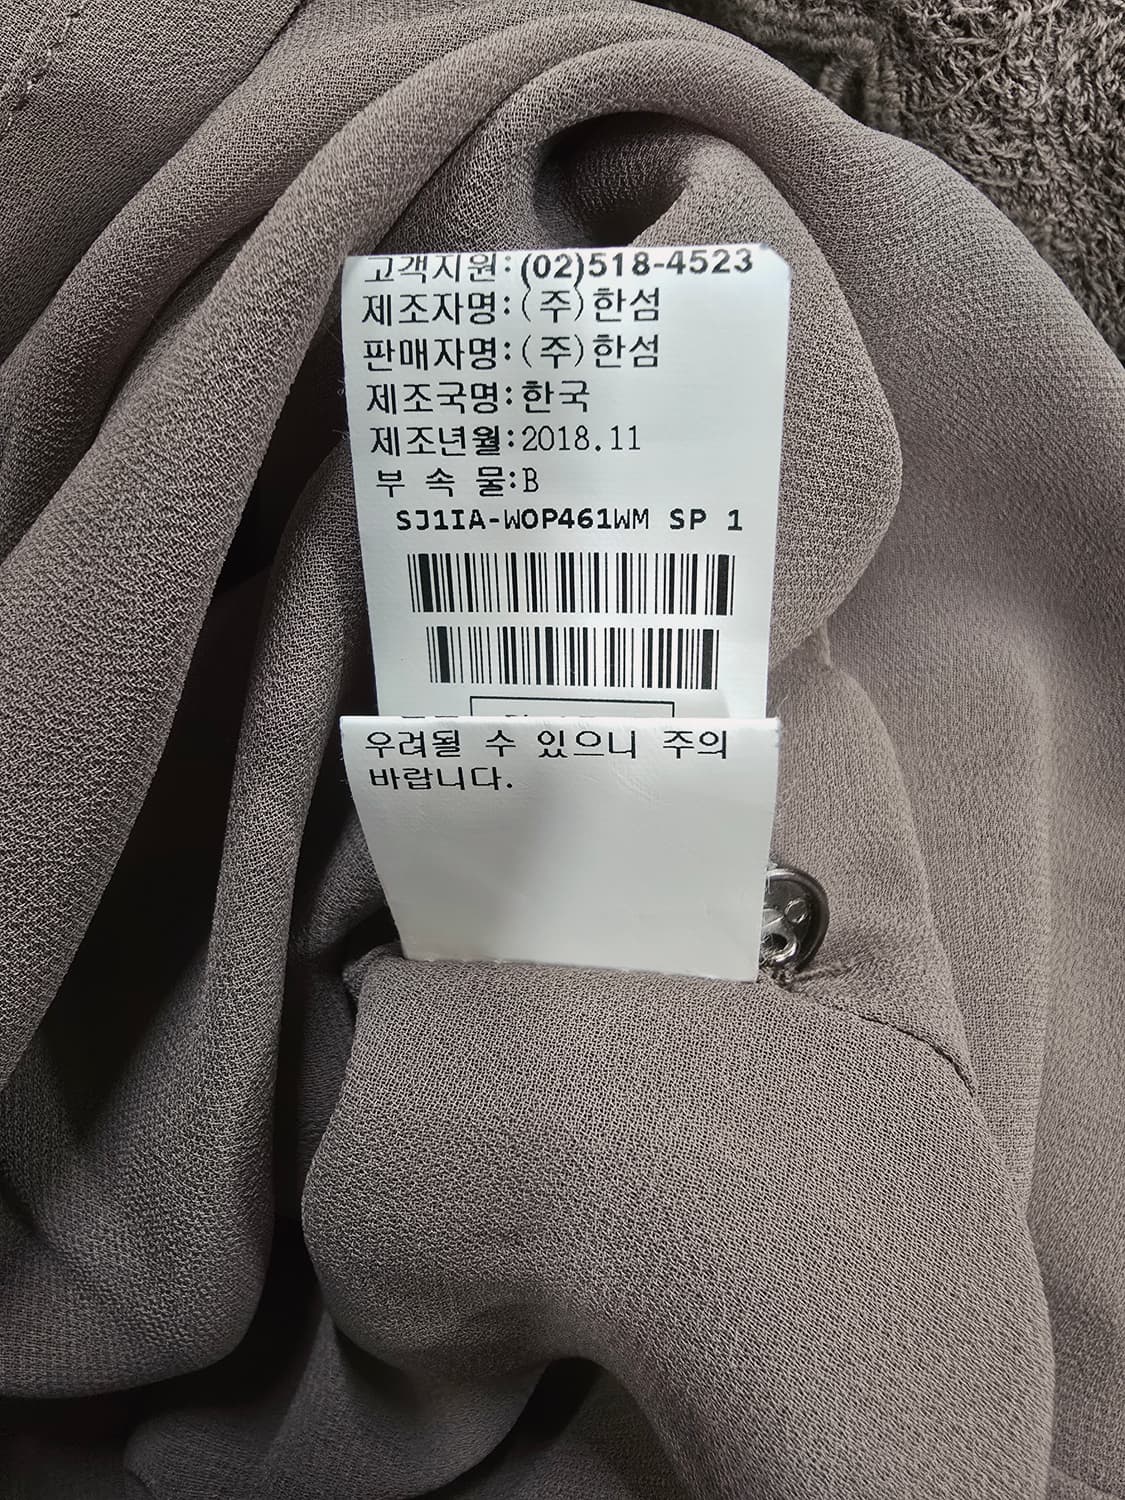 고객지원:(02)518-4523
제조자명:(주)한섬
판매자명:(주)한섬
제조국명:한국
제조년월:2018.11
부 속 물:B
SJ1IA-WOP461WM SP 1
우려될 수 있으니 주의
바랍니다.